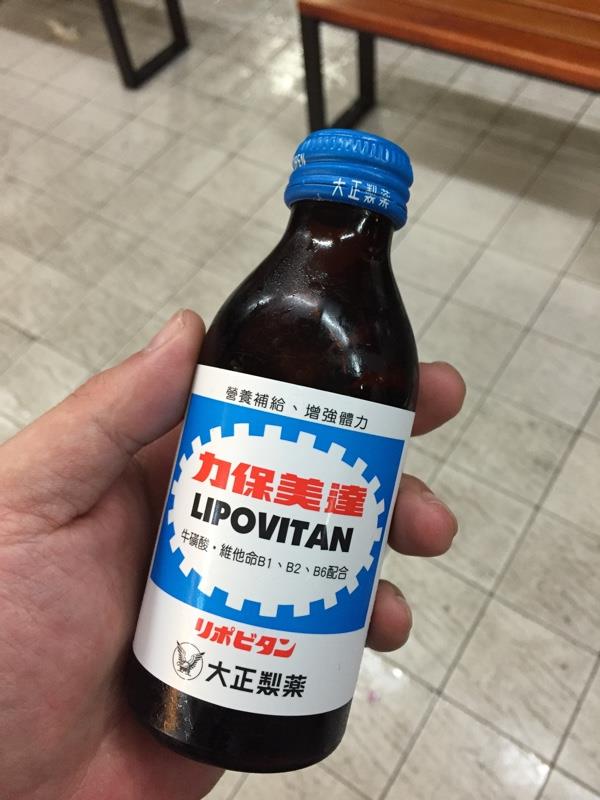 大正製薬
營養補給、增強體力
力保美達
LIPOVITAN
牛磺酸・維他命B1、B2、B6配合
リポビタン
大正製薬